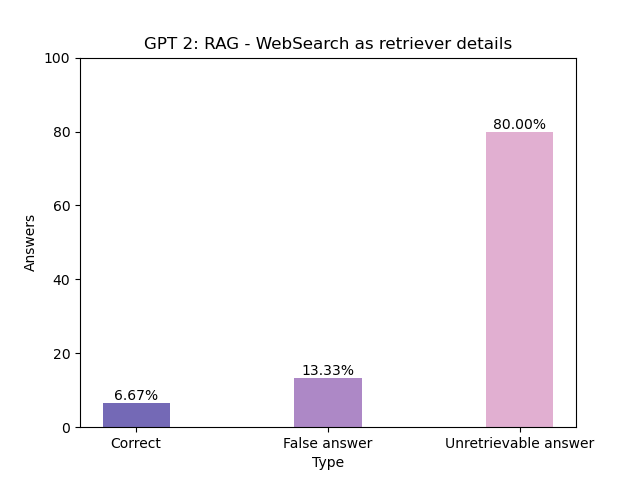 GPT 2: RAG - WebSearch as retriever details
100
80
60
40
20
0
Answers
6.67%
13.33%
80.00%
Correct
False answer
Unretrievable answer
Type